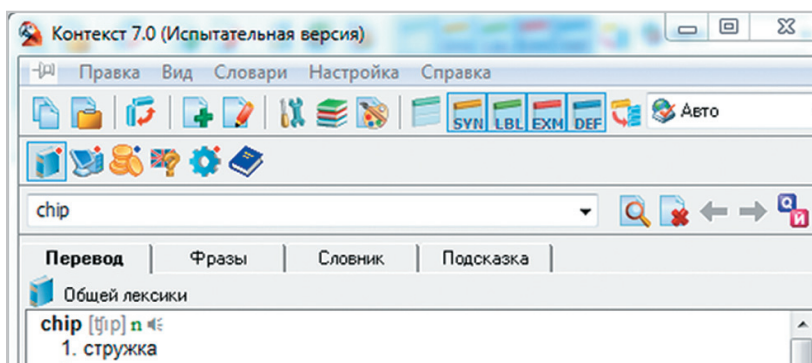 Контекст 7.0 (Испытательная версия)
Правка Вид Словари Настройка Справка
SYN LBL EXM DEF Авто
chip
Перевод Фразы Словник Подсказка
Общей лексики
chip [ʧip] n
1. стружка